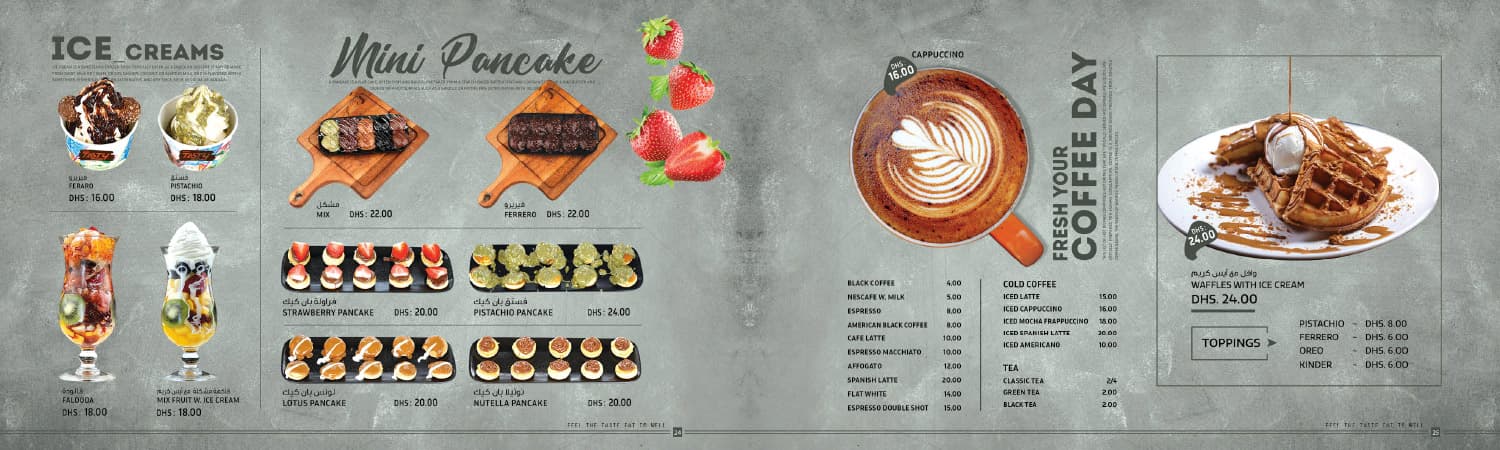 ICE_CREAMS
TASTY
TASTY
فيريرو
FERARO
DHS: 16.00
فستق
PISTACHIO
DHS: 18.00
فالودة
FALOODA
DHS: 18.00
فاكهة مشكلة مع آيس كريم
MIX FRUIT W. ICE CREAM
DHS: 18.00
Mini Pancake
مشكل
MIX DHS: 22.00
فيريرو
FERRERO DHS: 22.00
فراولة بان كيك
STRAWBERRY PANCAKE DHS: 20.00
فستق بان كيك
PISTACHIO PANCAKE DHS: 24.00
لوتس بان كيك
LOTUS PANCAKE DHS: 20.00
نوتيلا بان كيك
NUTELLA PANCAKE DHS: 20.00
FEEL THE TASTE EAT TO WELL
24
CAPPUCCINO
DHS:
16.00
FRESH YOUR
COFFEE DAY
BLACK COFFEE 4.00
NESCAFE W. MILK 5.00
ESPRESSO 8.00
AMERICAN BLACK COFFEE 8.00
CAFE LATTE 10.00
ESPRESSO MACCHIATO 10.00
AFFOGATO 12.00
SPANISH LATTE 20.00
FLAT WHITE 14.00
ESPRESSO DOUBLE SHOT 15.00
COLD COFFEE
ICED LATTE 15.00
ICED CAPPUCCINO 16.00
ICED MOCHA FRAPPUCCINO 18.00
ICED SPANISH LATTE 20.00
ICED AMERICANO 10.00
TEA
CLASSIC TEA 2/4
GREEN TEA 2.00
BLACK TEA 2.00
DHS:
24.00
وافل مع آيس كريم
WAFFLES WITH ICE CREAM
DHS. 24.00
TOPPINGS
PISTACHIO - DHS. 8.00
FERRERO - DHS. 6.00
OREO - DHS. 6.00
KINDER - DHS. 6.00
FEEL THE TASTE EAT TO WELL
25